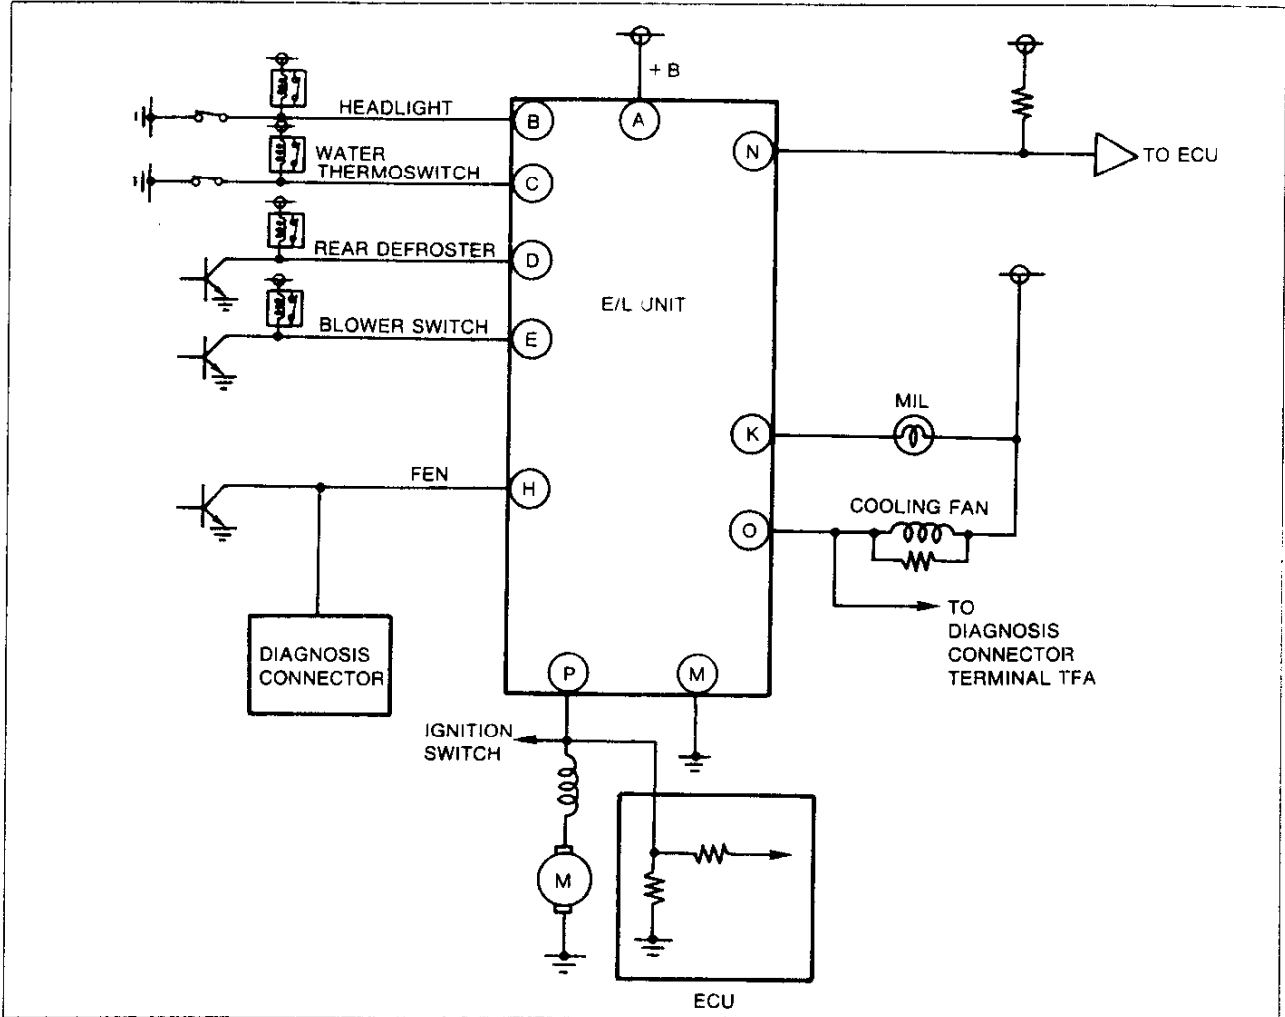 + B
HEADLIGHT
B
A
N
TO ECU
WATER
THERMOSWITCH
C
REAR DEFROSTER
D
E/L UNIT
BLOWER SWITCH
E
MIL
K
FEN
H
COOLING FAN
O
TO
DIAGNOSIS
CONNECTOR
TERMINAL TFA
DIAGNOSIS
CONNECTOR
P
M
IGNITION
SWITCH
M
ECU